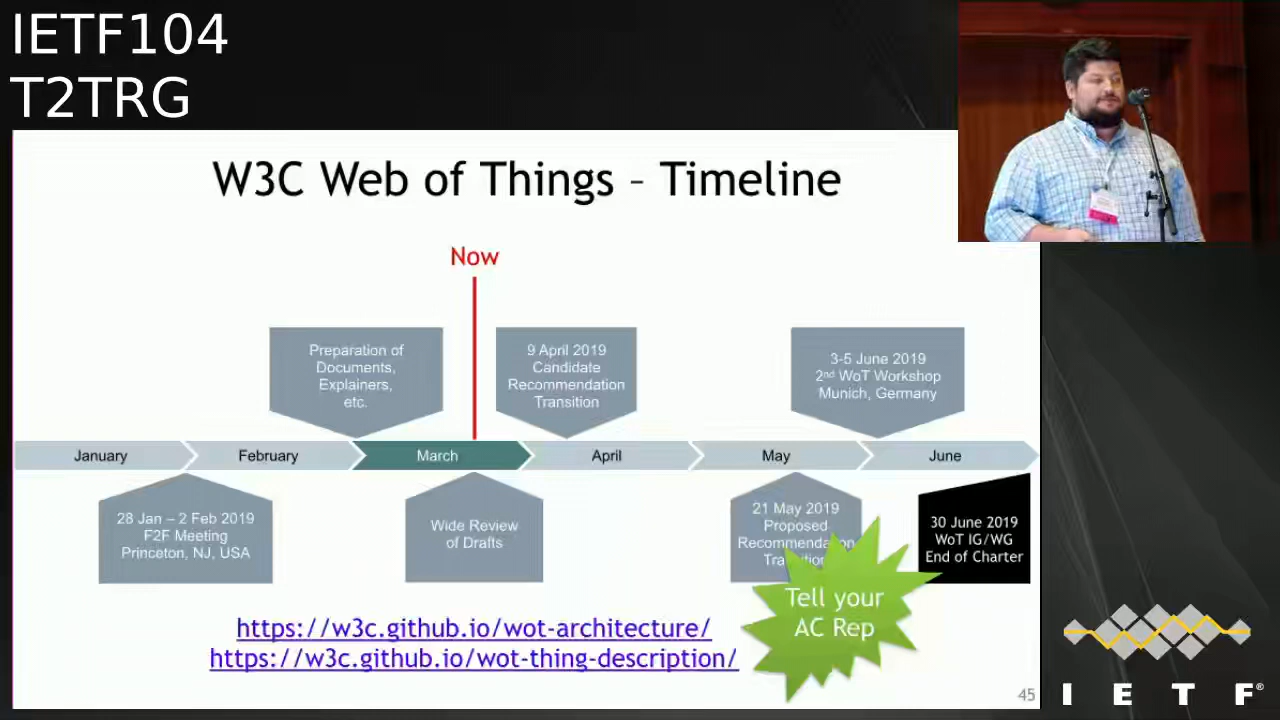 IETF104
T2TRG
W3C Web of Things – Timeline
Now
Preparation of
Documents,
Explainers,
etc.
9 April 2019
Candidate
Recommendation
Transition
3-5 June 2019
2nd WoT Workshop
Munich, Germany
January
February
March
April
May
June
28 Jan – 2 Feb 2019
F2F Meeting
Princeton, NJ, USA
Wide Review
of Drafts
21 May 2019
Proposed
Recommendation
30 June 2019
WoT IG/WG
End of Charter
Tell your
AC Rep
https://w3c.github.io/wot-architecture/
https://w3c.github.io/wot-thing-description/
45
I E T F®